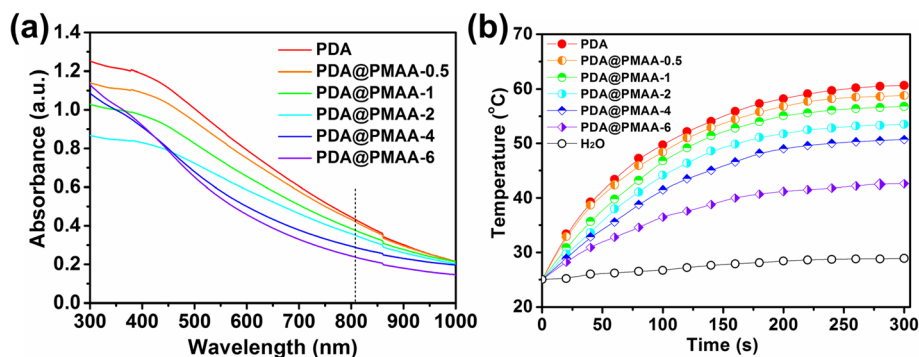 (a)
Absorbance (a.u.)
1.4
1.2
1.0
0.8
0.6
0.4
0.2
0.0
PDA
PDA@PMAA-0.5
PDA@PMAA-1
PDA@PMAA-2
PDA@PMAA-4
PDA@PMAA-6
300 400 500 600 700 800 900 1000
Wavelength (nm)
(b)
Temperature (°C)
70
60
50
40
30
20
PDA
PDA@PMAA-0.5
PDA@PMAA-1
PDA@PMAA-2
PDA@PMAA-4
PDA@PMAA-6
H₂O
0 50 100 150 200 250 300
Time (s)